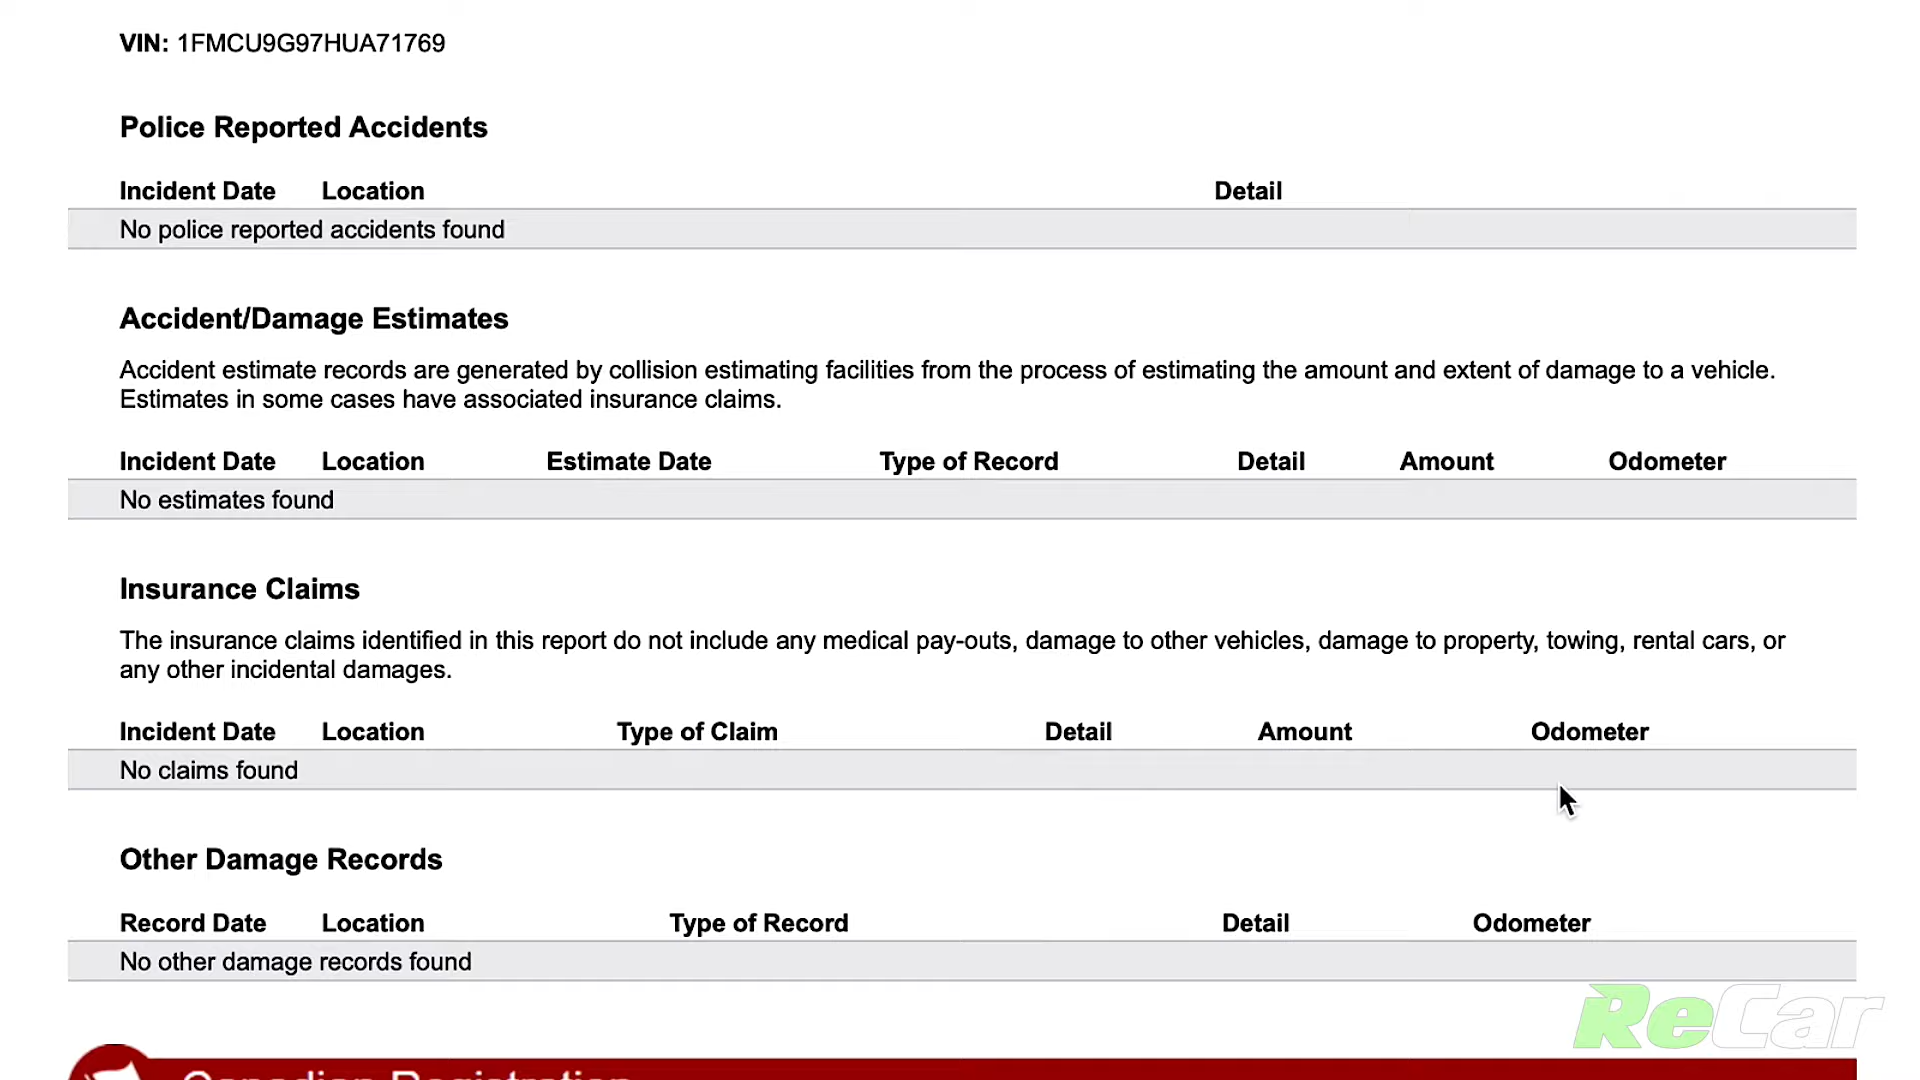 VIN: 1FMCU9G97HUA71769
Police Reported Accidents
Incident Date Location Detail
No police reported accidents found
Accident/Damage Estimates
Accident estimate records are generated by collision estimating facilities from the process of estimating the amount and extent of damage to a vehicle.
Estimates in some cases have associated insurance claims.
Incident Date Location Estimate Date Type of Record Detail Amount Odometer
No estimates found
Insurance Claims
The insurance claims identified in this report do not include any medical pay-outs, damage to other vehicles, damage to property, towing, rental cars, or
any other incidental damages.
Incident Date Location Type of Claim Detail Amount Odometer
No claims found
Other Damage Records
Record Date Location Type of Record Detail Odometer
No other damage records found
ReCar
Canadian Registration